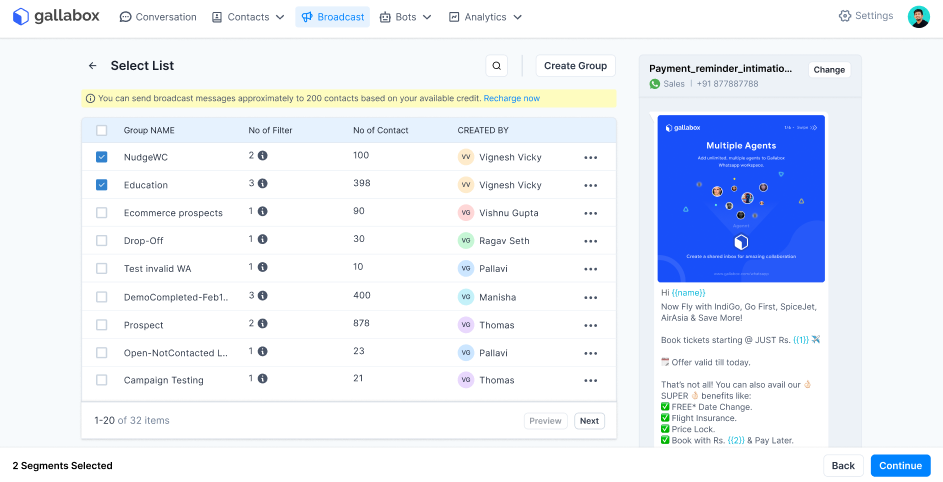 gallabox Conversation Contacts Broadcast Bots Analytics Settings
Select List Create Group
You can send broadcast messages approximately to 200 contacts based on your available credit. Recharge now
Group NAME No of Filter No of Contact CREATED BY
NudgeWC 2 100 VV Vignesh Vicky
Education 3 398 VV Vignesh Vicky
Ecommerce prospects 1 90 VG Vishnu Gupta
Drop-Off 1 30 VG Ragav Seth
Test invalid WA 1 10 VG Pallavi
DemoCompleted-Feb1.. 3 400 VG Manisha
Prospect 2 878 VG Thomas
Open-NotContacted L.. 1 23 VG Pallavi
Campaign Testing 1 21 VG Thomas
1-20 of 32 items Preview Next
Payment_reminder_intimatio... Change
Sales | +91 877887788
gallabox
Multiple Agents
Add unlimited, multiple agents to Gallabox
Whatsapp workspace.
Create a shared inbox for amazing collaboration
Hi {{name}}
Now Fly with IndiGo, Go First, SpiceJet,
AirAsia & Save More!
Book tickets starting @ JUST Rs. {{1}} ✈️
📆 Offer valid till today.
That's not all! You can also avail our 👌🏻
SUPER 👌🏻 benefits like:
✅ FREE* Date Change.
✅ Flight Insurance.
✅ Price Lock.
✅ Book with Rs. {{2}} & Pay Later.
2 Segments Selected Back Continue